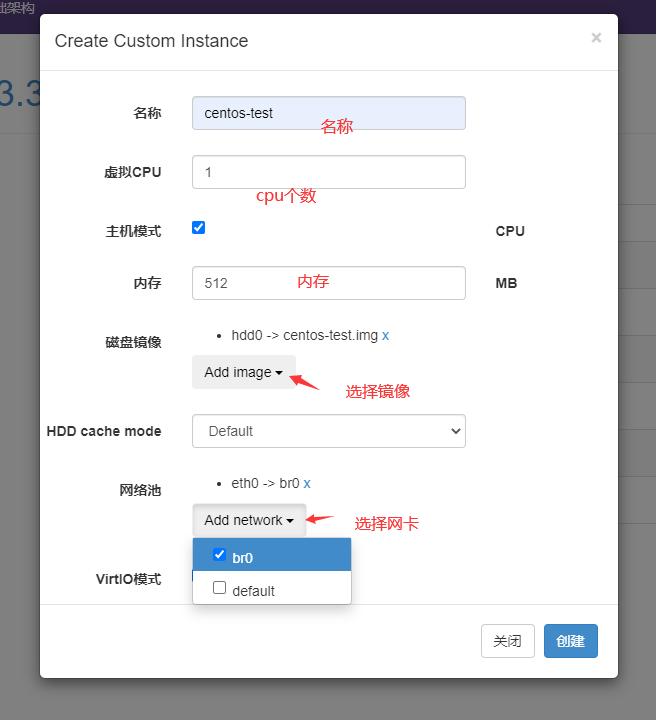 础架构
Create Custom Instance ×
3.3
名称 centos-test
名称
虚拟CPU 1
cpu个数
主机模式 CPU
内存 512 内存 MB
磁盘镜像 hdd0 -> centos-test.img x
Add image
选择镜像
HDD cache mode Default
网络池 eth0 -> br0 x
Add network 选择网卡
br0
VirtIO模式
default
关闭 创建